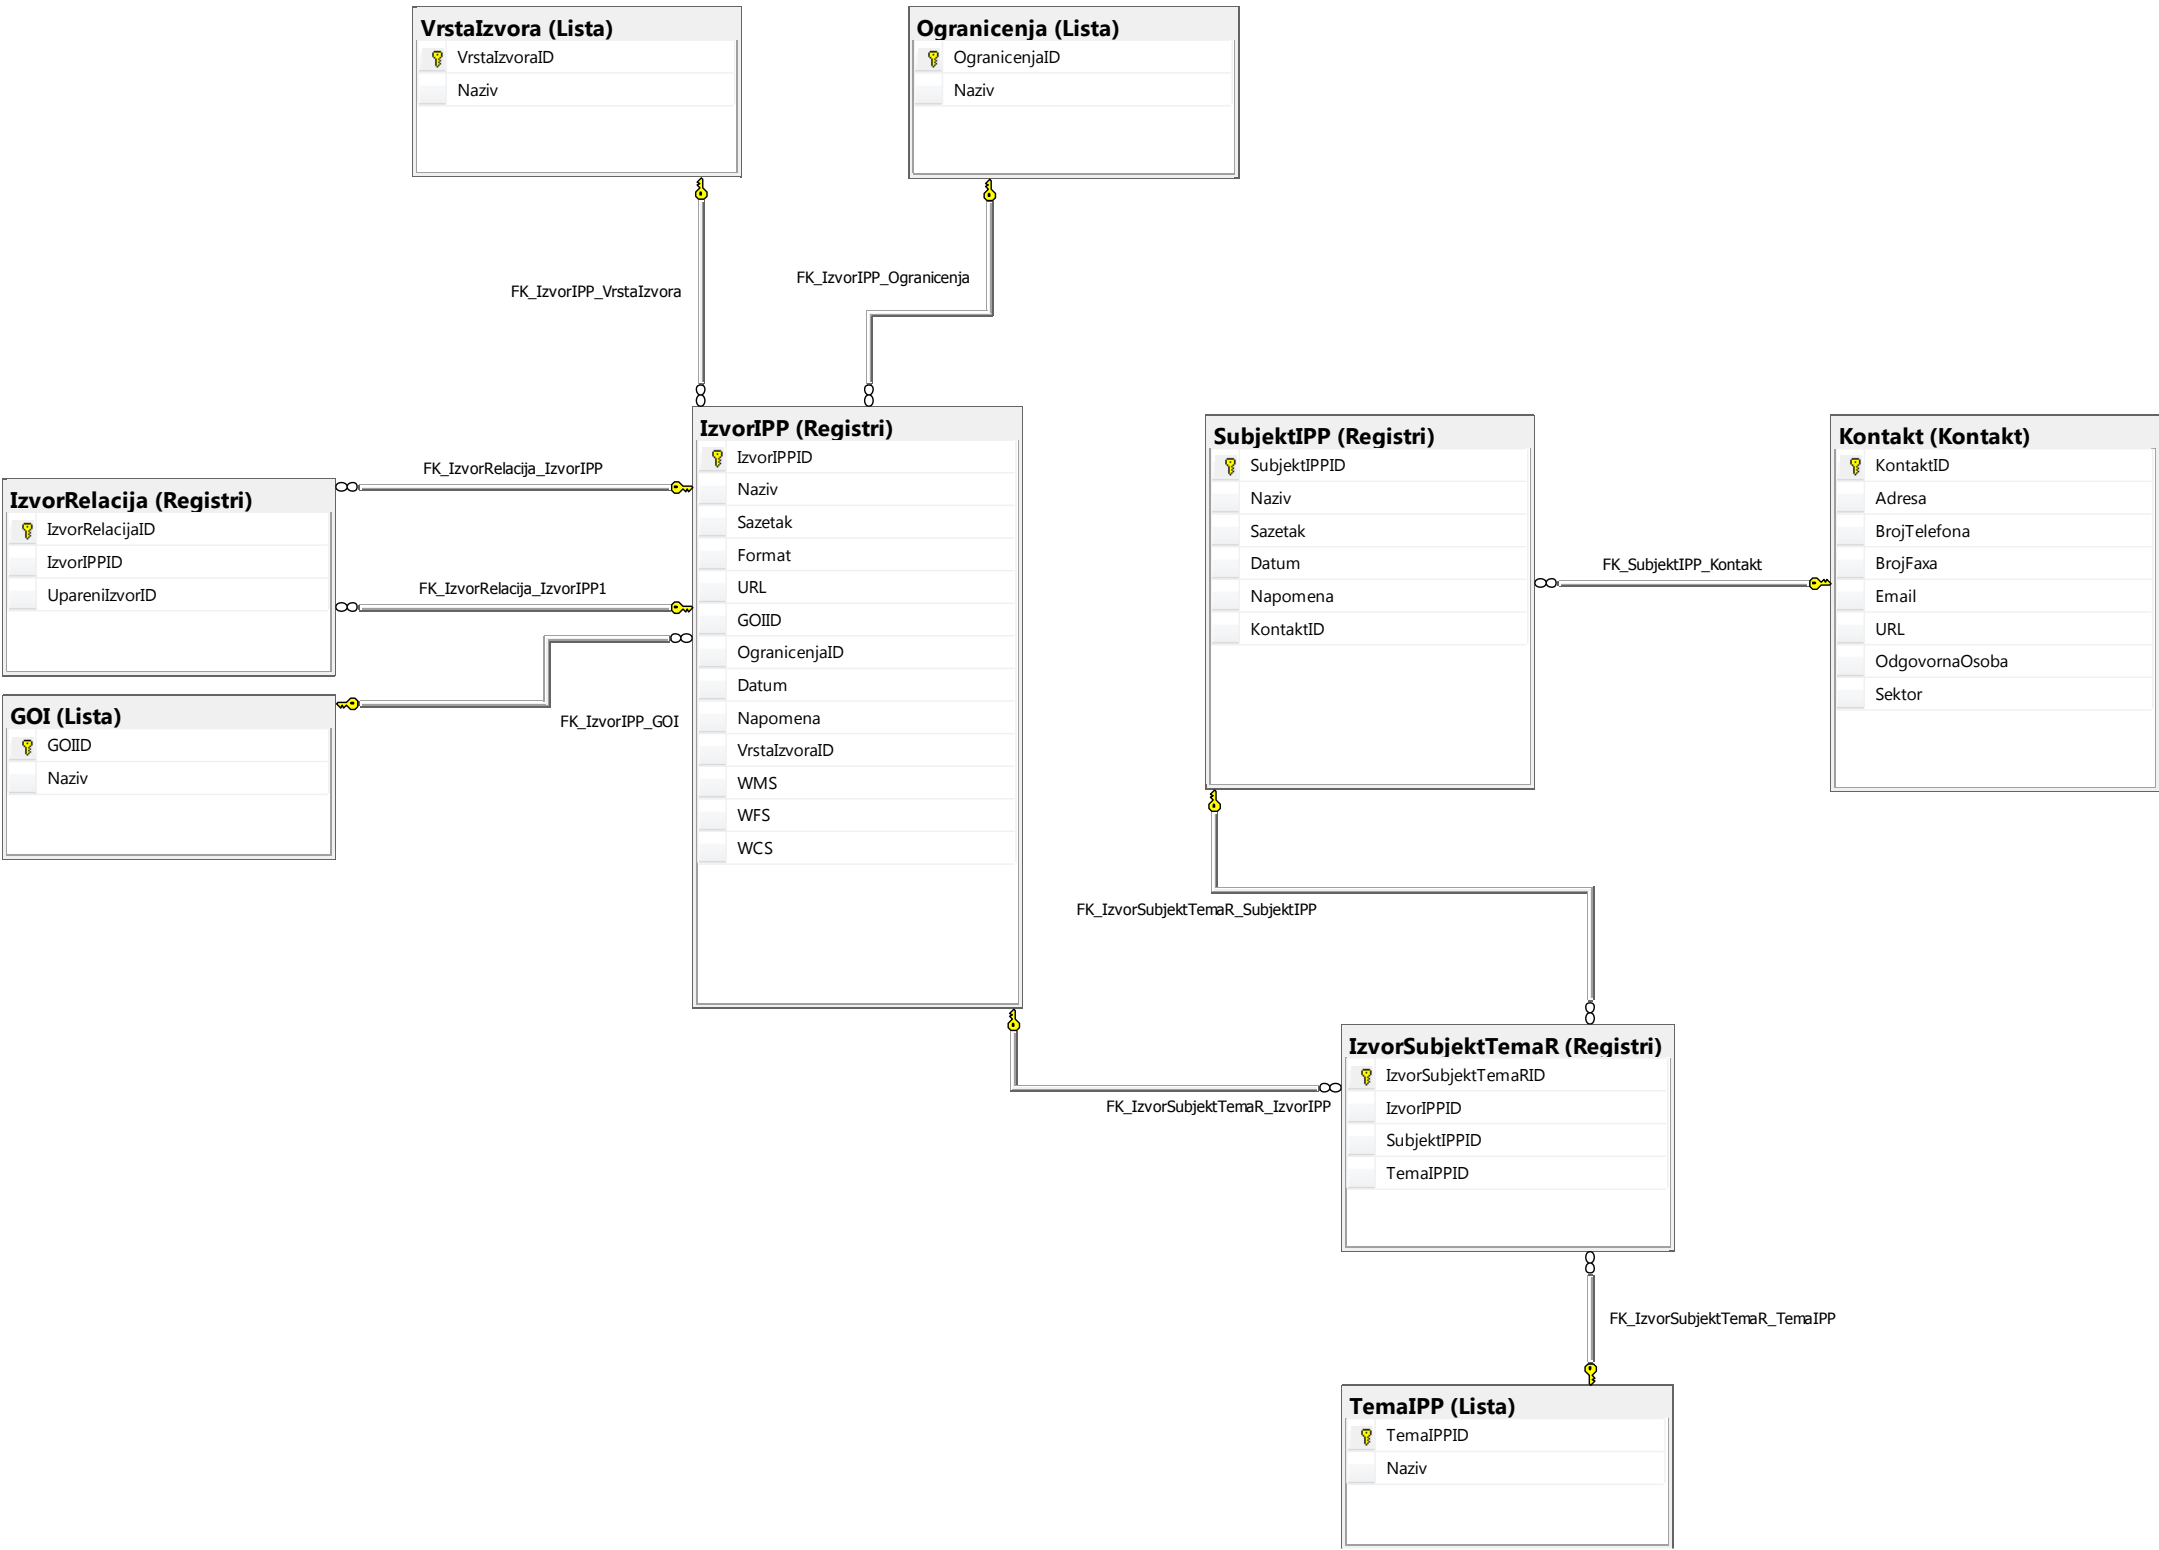 VrstaIzvora (Lista)
VrstaIzvoraID
Naziv
Ogranicenja (Lista)
OgranicenjaID
Naziv
FK_IzvorIPP_VrstaIzvora
FK_IzvorIPP_Ogranicenja
IzvorRelacija (Registri)
IzvorRelacijaID
IzvorIPPID
UpareniIzvorID
FK_IzvorRelacija_IzvorIPP
FK_IzvorRelacija_IzvorIPP1
GOI (Lista)
GOIID
Naziv
FK_IzvorIPP_GOI
IzvorIPP (Registri)
IzvorIPPID
Naziv
Sazetak
Format
URL
GOIID
OgranicenjaID
Datum
Napomena
VrstaIzvoraID
WMS
WFS
WCS
SubjektIPP (Registri)
SubjektIPPID
Naziv
Sazetak
Datum
Napomena
KontaktID
FK_SubjektIPP_Kontakt
Kontakt (Kontakt)
KontaktID
Adresa
BrojTelefona
BrojFaxa
Email
URL
OdgovornaOsoba
Sektor
FK_IzvorSubjektTemaR_SubjektIPP
FK_IzvorSubjektTemaR_IzvorIPP
IzvorSubjektTemaR (Registri)
IzvorSubjektTemaRID
IzvorIPPID
SubjektIPPID
TemaIPPID
FK_IzvorSubjektTemaR_TemaIPP
TemaIPP (Lista)
TemaIPPID
Naziv